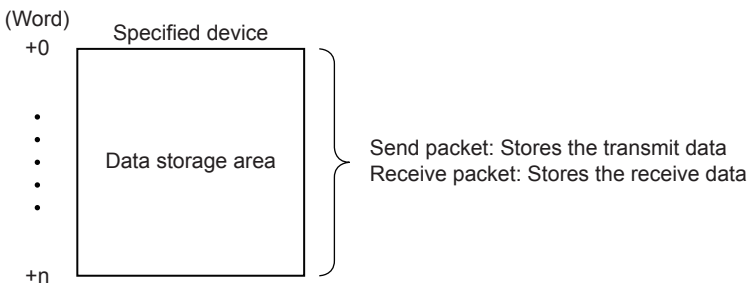 (Word)
Specified device
+0
Data storage area
Send packet: Stores the transmit data
Receive packet: Stores the receive data
+n